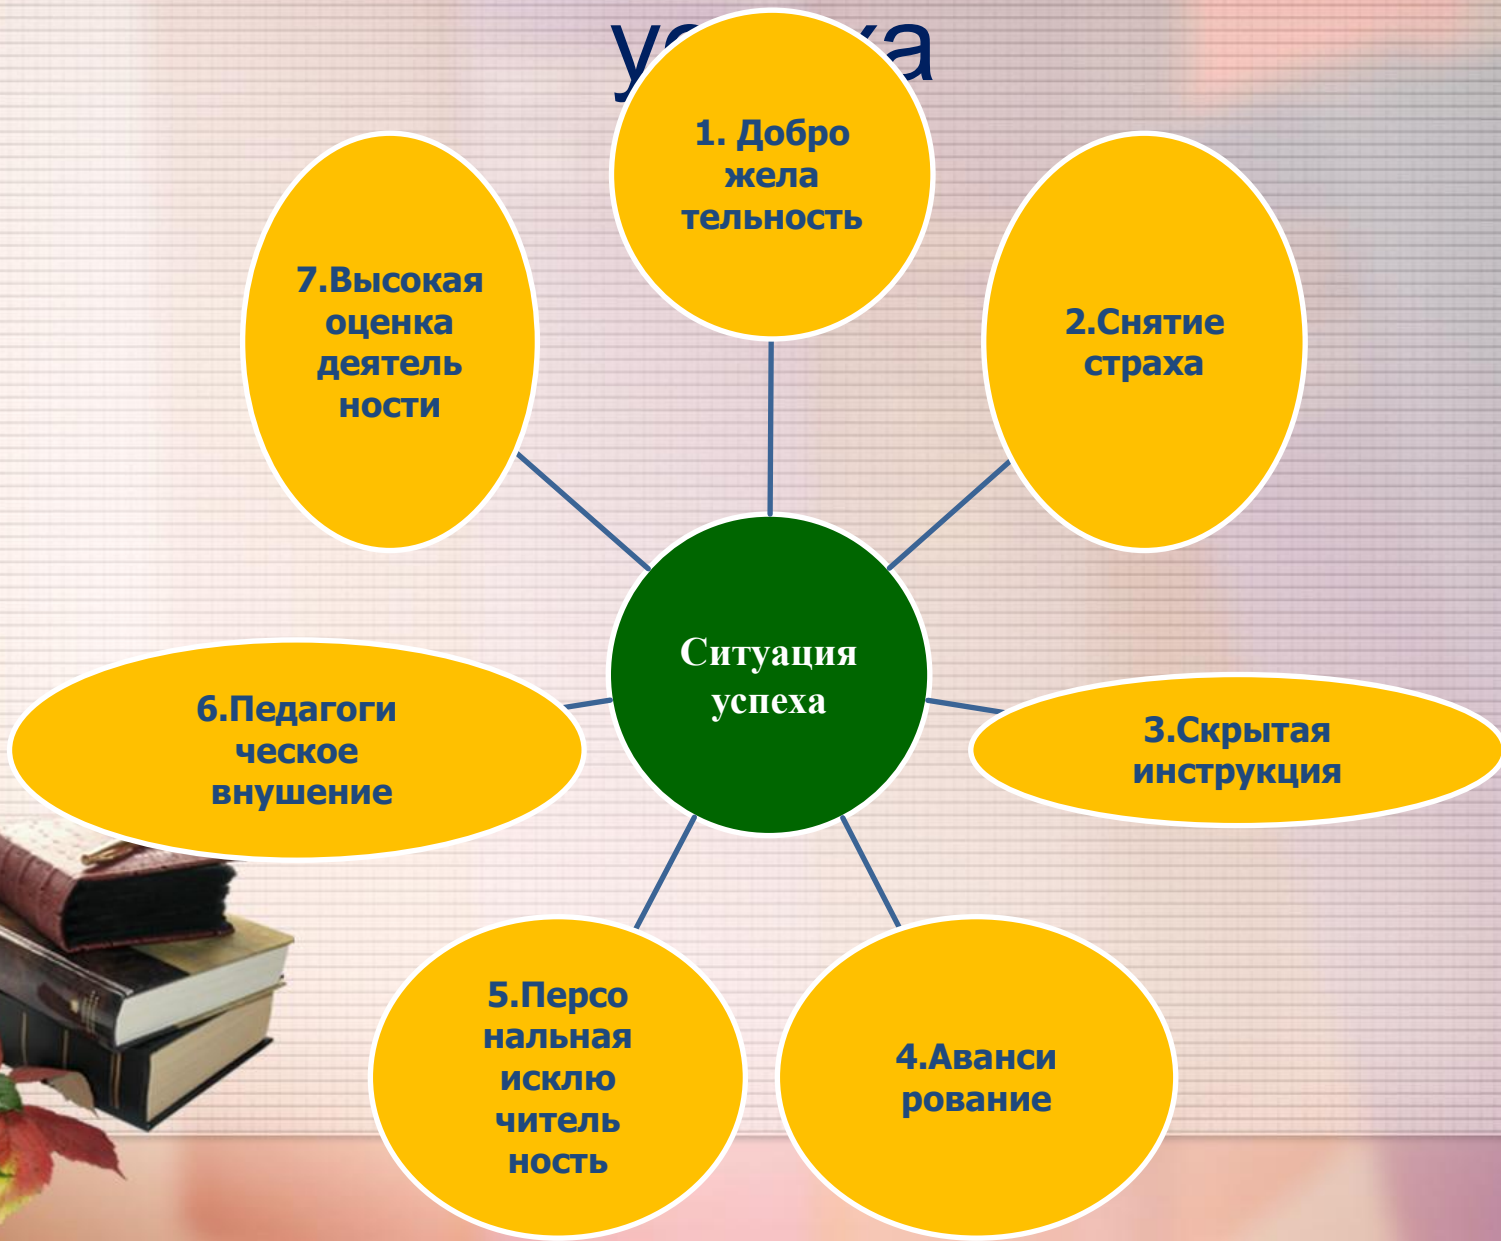 1. Добро
жела
тельность
2.Снятие
страха
3.Скрытая
инструкция
4.Аванси
рование
5.Персо
нальная
исклю
читель
ность
6.Педагоги
ческое
внушение
7.Высокая
оценка
деятель
ности
Ситуация
успеха